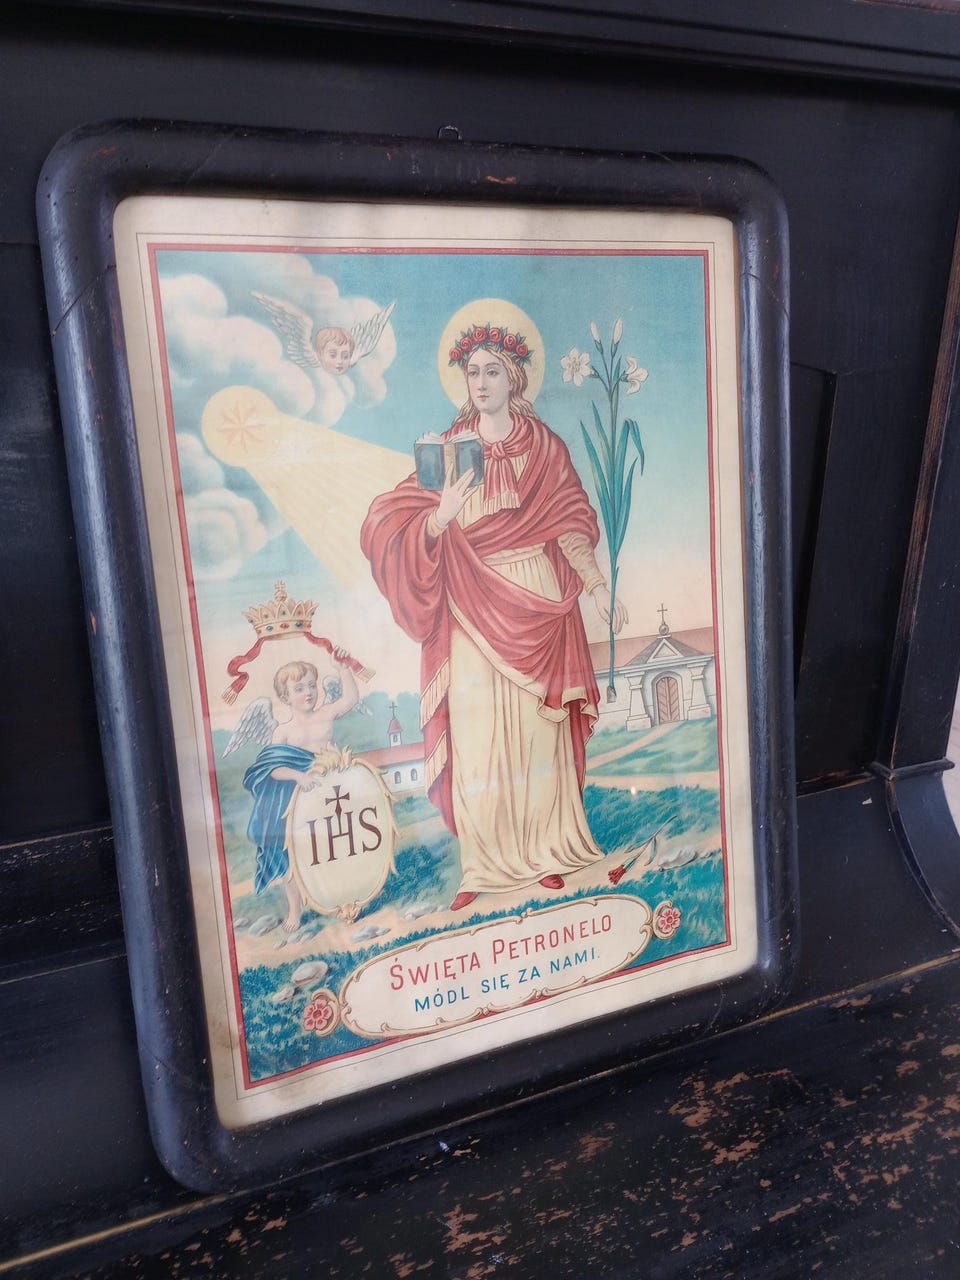 IHS
ŚWIĘTA PETRONELO
MÓDL SIĘ ZA NAMI.